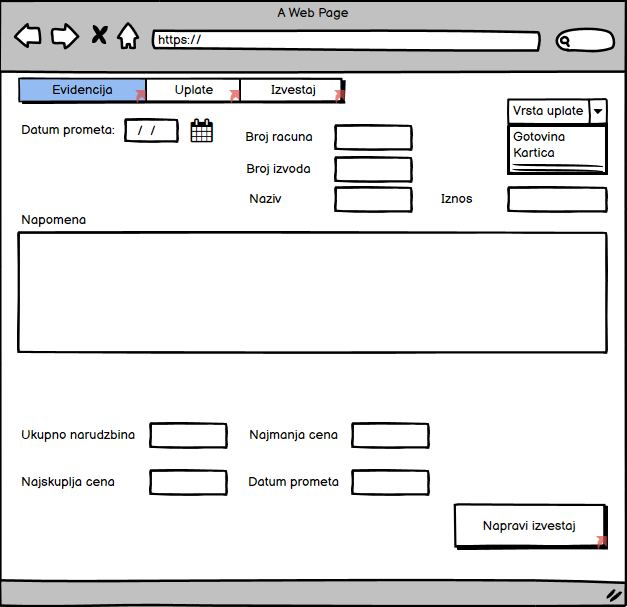 A Web Page
https://
Evidencija
Uplate
Izvestaj
Vrsta uplate
Gotovina
Kartica
Datum prometa:
/ /
Broj racuna
Broj izvoda
Naziv
Iznos
Napomena
Ukupno narudzbina
Najmanja cena
Najskuplja cena
Datum prometa
Napravi izvestaj